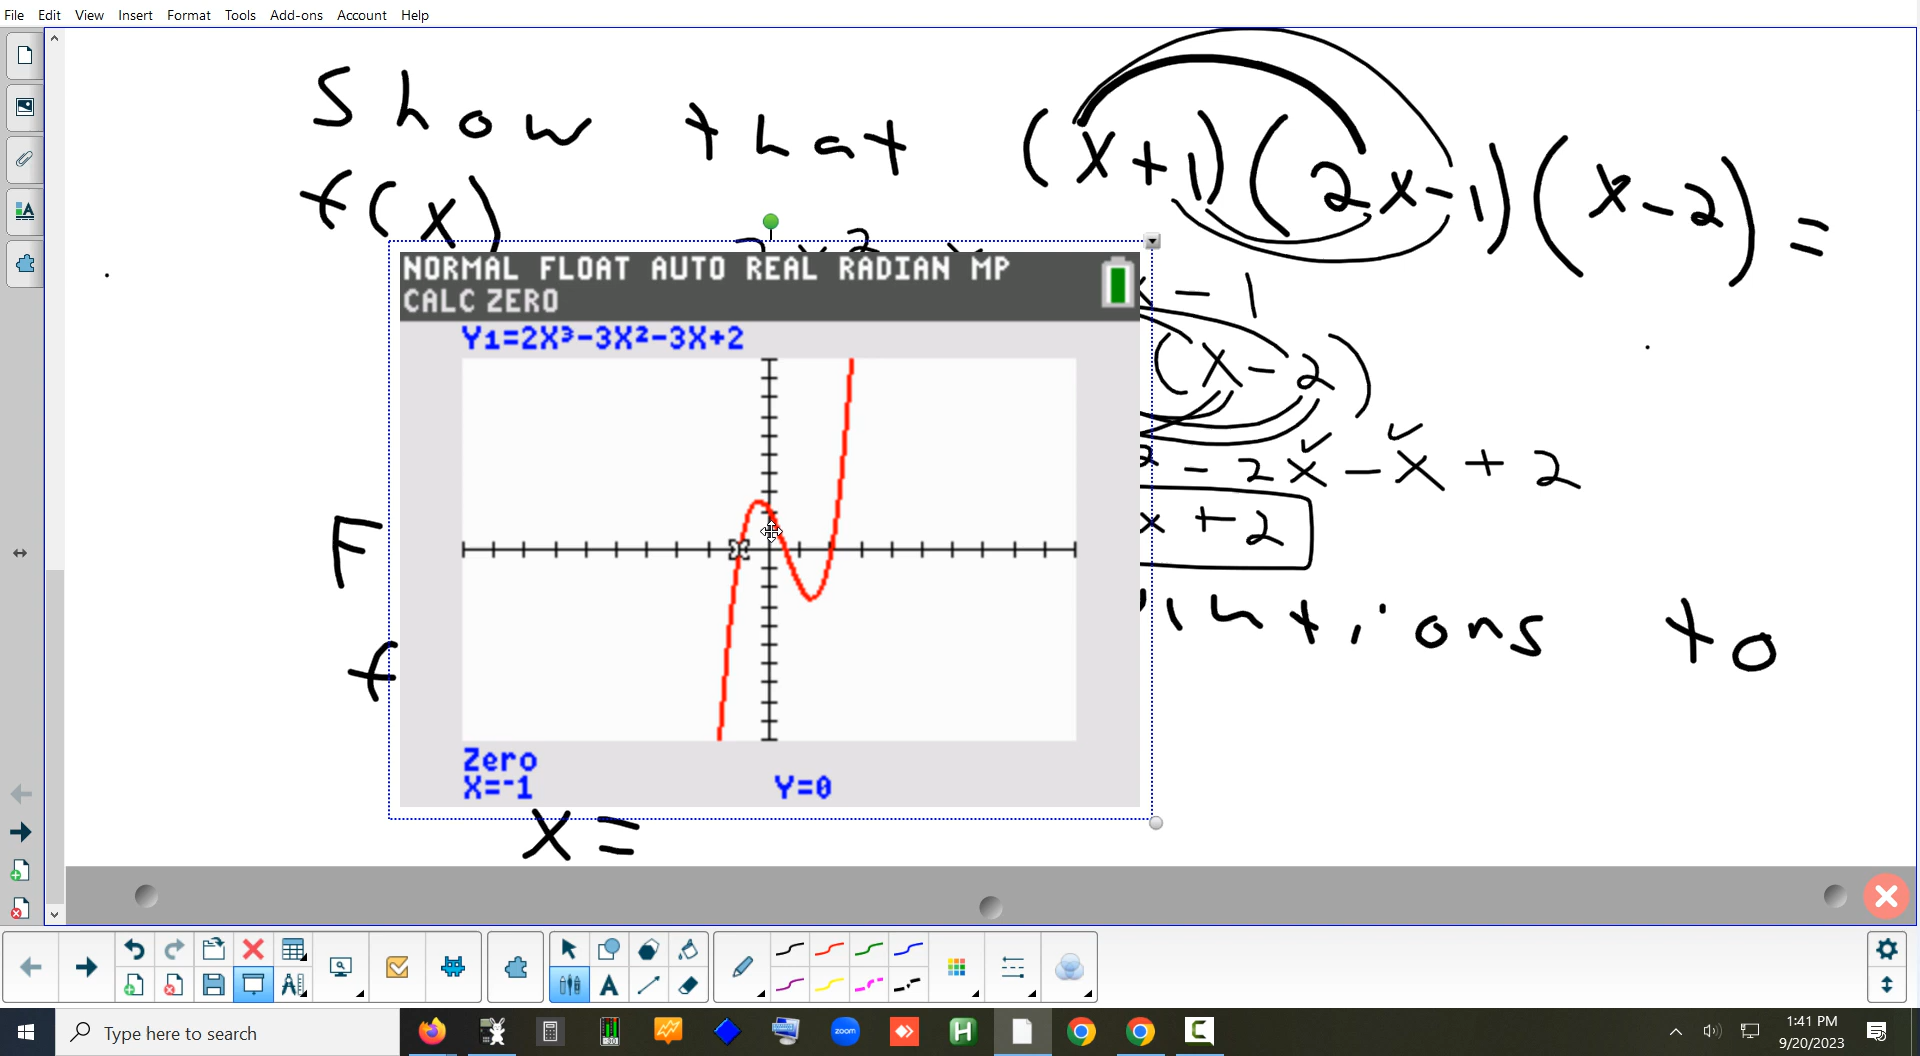 File Edit View Insert Format Tools Add-ons Account Help
Show that (x+1)(2x-1)(x-2) =
f(x)
x - 1
(x-2)
- 2x - x + 2
x + 2
F
to
f
x =
NORMAL FLOAT AUTO REAL RADIAN MP
CALC ZERO
Y1=2X³-3X²-3X+2
Zero
X=-1 Y=0
Type here to search
zoom
1:41 PM
9/20/2023